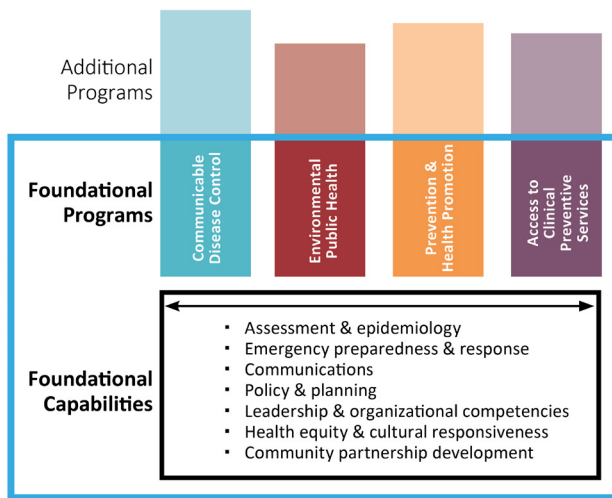 Additional
Programs
Foundational
Programs
Communicable
Disease Control
Environmental
Public Health
Prevention &
Health Promotion
Access to
Clinical
Preventive
Services
Foundational
Capabilities
▪ Assessment & epidemiology
▪ Emergency preparedness & response
▪ Communications
▪ Policy & planning
▪ Leadership & organizational competencies
▪ Health equity & cultural responsiveness
▪ Community partnership development